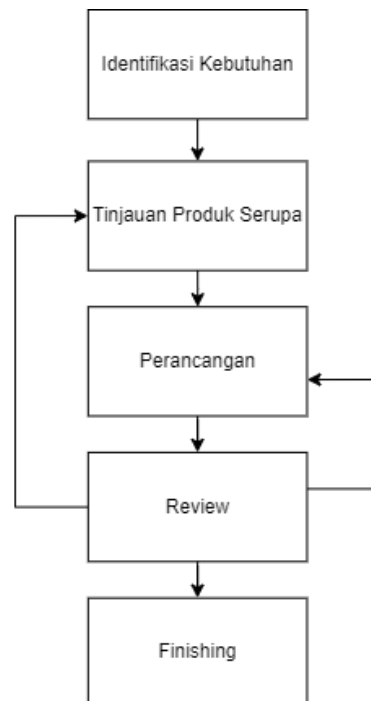 Identifikasi Kebutuhan
Tinjauan Produk Serupa
Perancangan
Review
Finishing